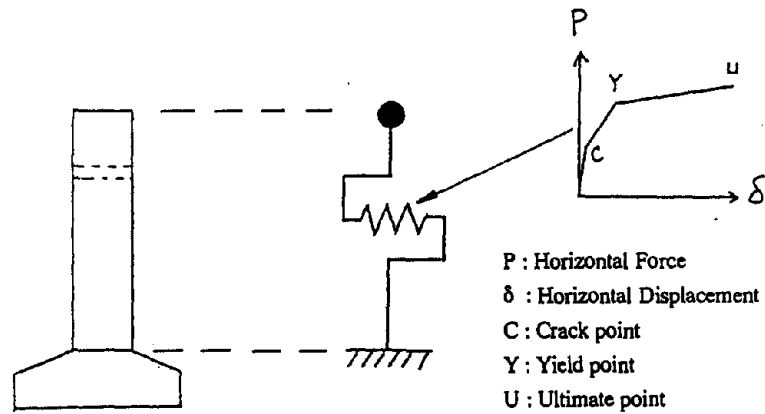 P
U
Y
C
δ
P : Horizontal Force
δ : Horizontal Displacement
C : Crack point
Y : Yield point
U : Ultimate point